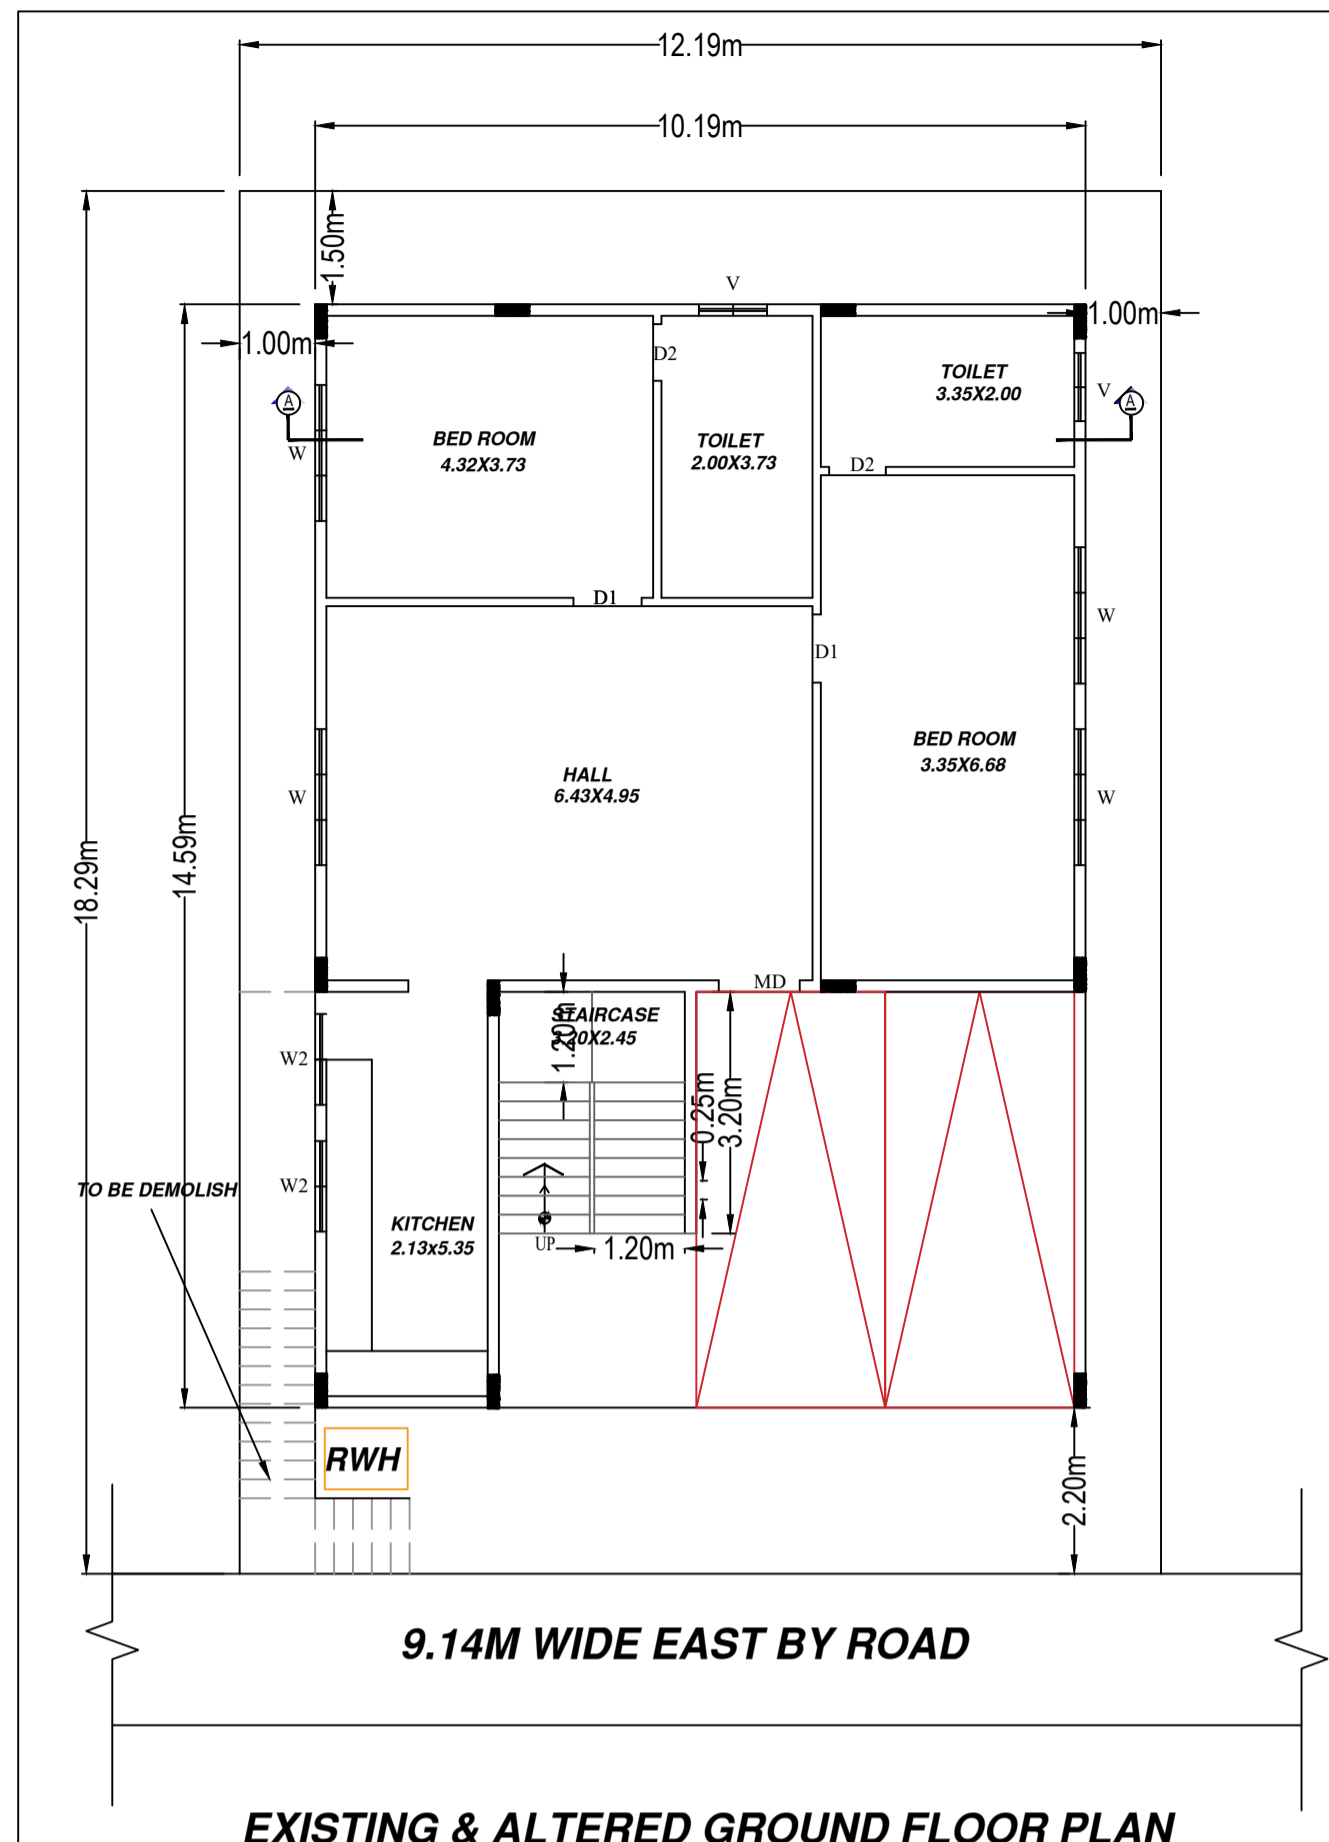 12.19m
10.19m
1.50m
V
1.00m
1.00m
D2
TOILET
3.35X2.00
A
V
A
BED ROOM
4.32X3.73
TOILET
2.00X3.73
W
D2
D1
W
D1
BED ROOM
3.35X6.68
HALL
6.43X4.95
W
W
18.29m
14.59m
MD
STAIRCASE
3.20X2.45
1.20m
W2
0.25m
3.20m
TO BE DEMOLISH
W2
KITCHEN
2.13x5.35
UP
1.20m
RWH
2.20m
9.14M WIDE EAST BY ROAD
EXISTING & ALTERED GROUND FLOOR PLAN